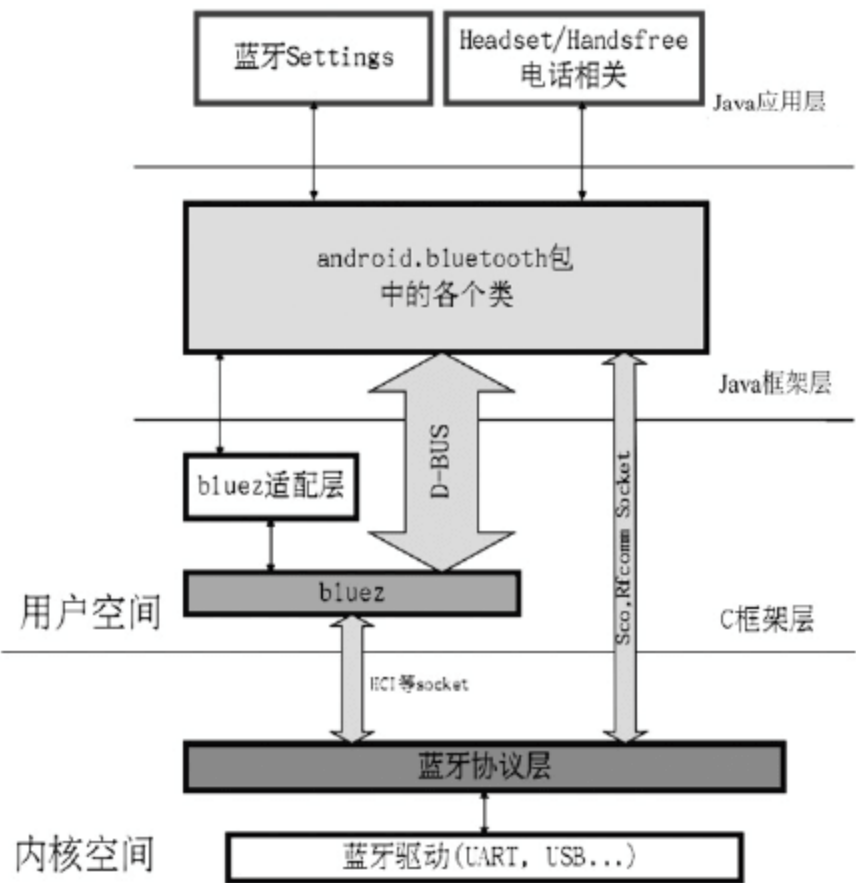 蓝牙Settings
Headset/Handsfree
电话相关
Java应用层
android.bluetooth包
中的各个类
Java框架层
D-BUS
Sco,Rfcomm Socket
bluez适配层
bluez
用户空间
C框架层
HCI等socket
蓝牙协议层
内核空间
蓝牙驱动(UART, USB...)